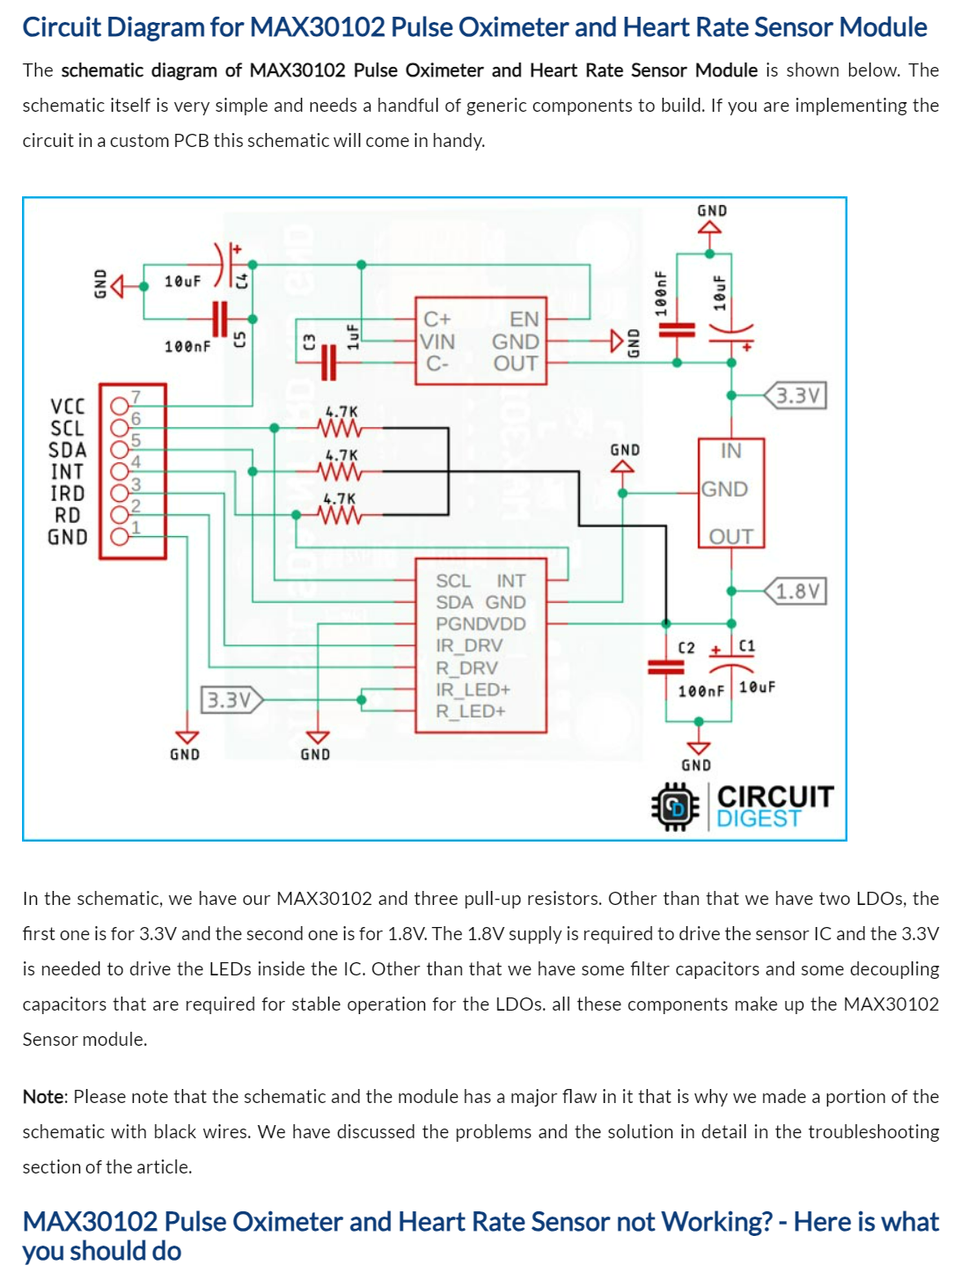 Circuit Diagram for MAX30102 Pulse Oximeter and Heart Rate Sensor Module
The schematic diagram of MAX30102 Pulse Oximeter and Heart Rate Sensor Module is shown below. The
schematic itself is very simple and needs a handful of generic components to build. If you are implementing the
circuit in a custom PCB this schematic will come in handy.
GND
GND
10uF
C4
100nF
C5
C3
1uF
C+
VIN
C-
EN
GND
OUT
GND
100nF
10uF
3.3V
VCC
SCL
SDA
INT
IRD
RD
GND
7
6
5
4
3
2
1
4.7K
4.7K
4.7K
GND
IN
GND
OUT
1.8V
SCL INT
SDA GND
PGNDVDD
IR_DRV
R_DRV
IR_LED+
R_LED+
3.3V
C2
C1
100nF
10uF
GND
GND
GND
CIRCUIT
DIGEST
In the schematic, we have our MAX30102 and three pull-up resistors. Other than that we have two LDOs, the
first one is for 3.3V and the second one is for 1.8V. The 1.8V supply is required to drive the sensor IC and the 3.3V
is needed to drive the LEDs inside the IC. Other than that we have some filter capacitors and some decoupling
capacitors that are required for stable operation for the LDOs. all these components make up the MAX30102
Sensor module.
Note: Please note that the schematic and the module has a major flaw in it that is why we made a portion of the
schematic with black wires. We have discussed the problems and the solution in detail in the troubleshooting
section of the article.
MAX30102 Pulse Oximeter and Heart Rate Sensor not Working? - Here is what
you should do